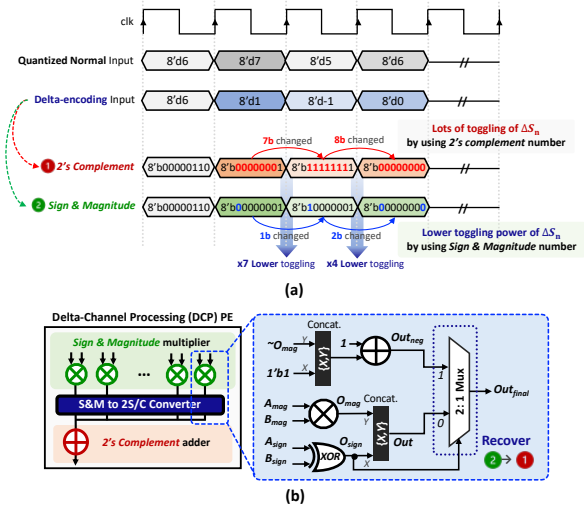 clk
Quantized Normal Input
8'd6
8'd7
8'd5
8'd6
Delta-encoding Input
8'd6
8'd1
8'd-1
8'd0
7b changed
8b changed
Lots of toggling of ΔSn
by using 2's complement number
1 2's Complement
8'b00000110
8'b00000001
8'b11111111
8'b00000000
2 Sign & Magnitude
8'b00000110
8'b00000001
8'b10000001
8'b00000000
1b changed
2b changed
Lower toggling power of ΔSn
by using Sign & Magnitude number
x7 Lower toggling
x4 Lower toggling
(a)
Delta-Channel Processing (DCP) PE
Sign & Magnitude multiplier
...
S&M to 2S/C Converter
2's Complement adder
Concat.
~Omag
Y
1'b1
X
{X,Y}
1
Outneg
Amag
Bmag
Omag
Y
Concat.
{X,Y}
Out
Asign
Bsign
XOR
Osign
X
1
0
2 : 1 Mux
Outfinal
Recover
2 → 1
(b)